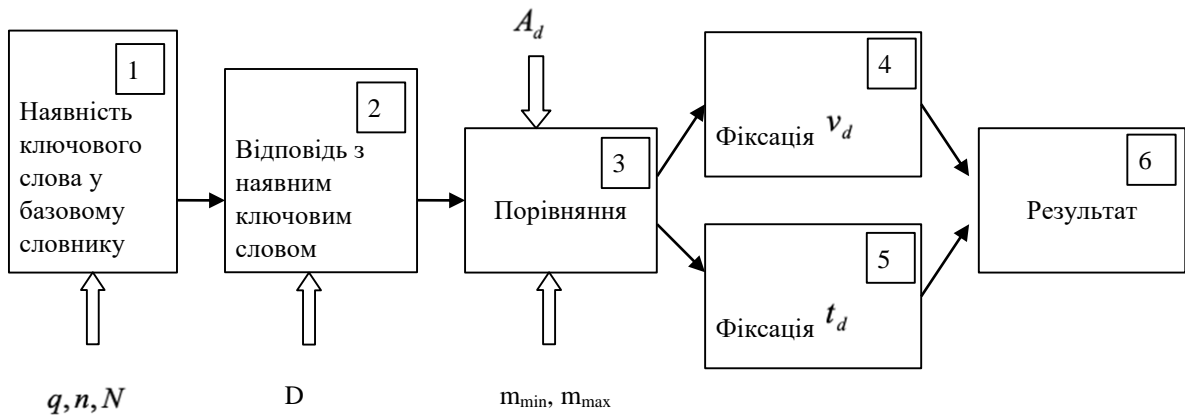 1
Наявність
ключового
слова у
базовому
словнику
q, n, N
2
Відповідь з
наявним
ключовим
словом
D
A_d
3
Порівняння
m_min, m_max
4
Фіксація v_d
5
Фіксація t_d
6
Результат